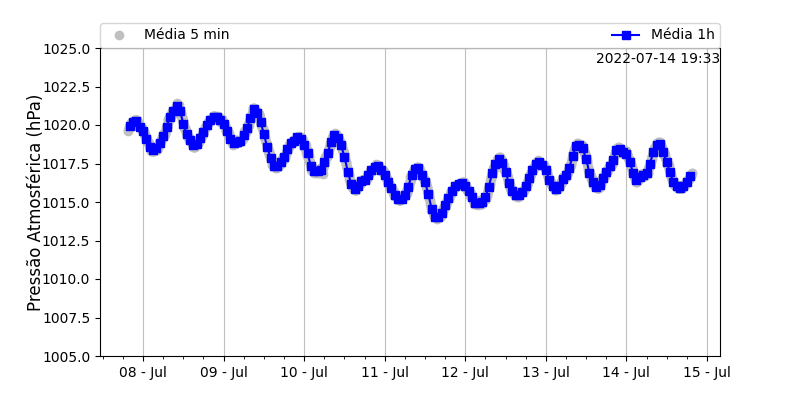 Média 5 min
Média 1h
2022-07-14 19:33
Pressão Atmosférica (hPa)
1025.0
1022.5
1020.0
1017.5
1015.0
1012.5
1010.0
1007.5
1005.0
08 - Jul
09 - Jul
10 - Jul
11 - Jul
12 - Jul
13 - Jul
14 - Jul
15 - Jul